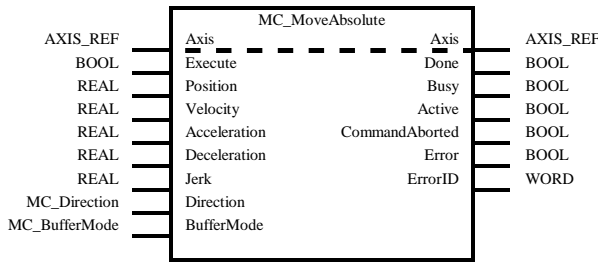 MC_MoveAbsolute
AXIS_REF Axis Axis AXIS_REF
BOOL Execute Done BOOL
REAL Position Busy BOOL
REAL Velocity Active BOOL
REAL Acceleration CommandAborted BOOL
REAL Deceleration Error BOOL
REAL Jerk ErrorID WORD
MC_Direction Direction
MC_BufferMode BufferMode